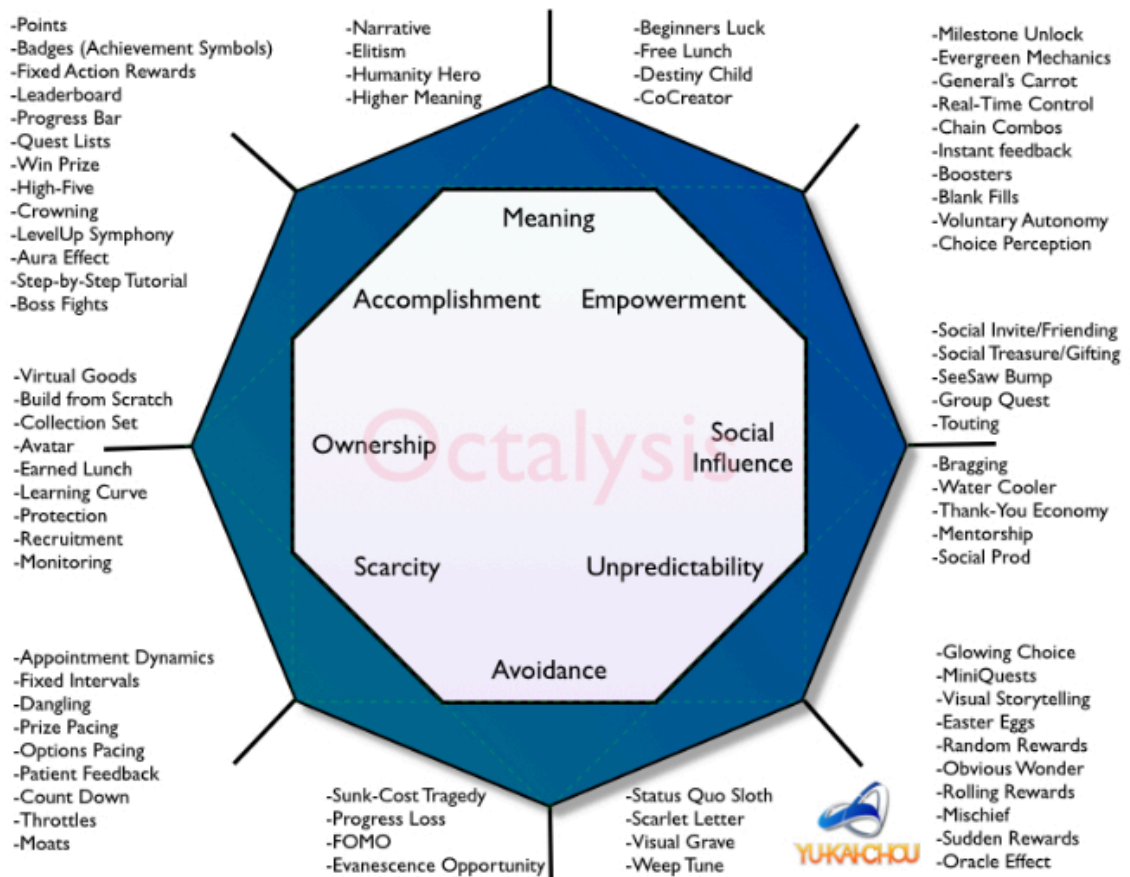 -Points
-Badges (Achievement Symbols)
-Fixed Action Rewards
-Leaderboard
-Progress Bar
-Quest Lists
-Win Prize
-High-Five
-Crowning
-LevelUp Symphony
-Aura Effect
-Step-by-Step Tutorial
-Boss Fights
-Narrative
-Elitism
-Humanity Hero
-Higher Meaning
-Beginners Luck
-Free Lunch
-Destiny Child
-CoCreator
-Milestone Unlock
-Evergreen Mechanics
-General's Carrot
-Real-Time Control
-Chain Combos
-Instant feedback
-Boosters
-Blank Fills
-Voluntary Autonomy
-Choice Perception
Meaning
Accomplishment
Empowerment
Ownership
Octalysis
Social
Influence
Scarcity
Unpredictability
Avoidance
-Virtual Goods
-Build from Scratch
-Collection Set
-Avatar
-Earned Lunch
-Learning Curve
-Protection
-Recruitment
-Monitoring
-Social Invite/Friending
-Social Treasure/Gifting
-SeeSaw Bump
-Group Quest
-Touting
-Bragging
-Water Cooler
-Thank-You Economy
-Mentorship
-Social Prod
-Appointment Dynamics
-Fixed Intervals
-Dangling
-Prize Pacing
-Options Pacing
-Patient Feedback
-Count Down
-Throttles
-Moats
-Sunk-Cost Tragedy
-Progress Loss
-FOMO
-Evanescence Opportunity
-Status Quo Sloth
-Scarlet Letter
-Visual Grave
-Weep Tune
YU-KAI-CHOU
-Glowing Choice
-MiniQuests
-Visual Storytelling
-Easter Eggs
-Random Rewards
-Obvious Wonder
-Rolling Rewards
-Mischief
-Sudden Rewards
-Oracle Effect